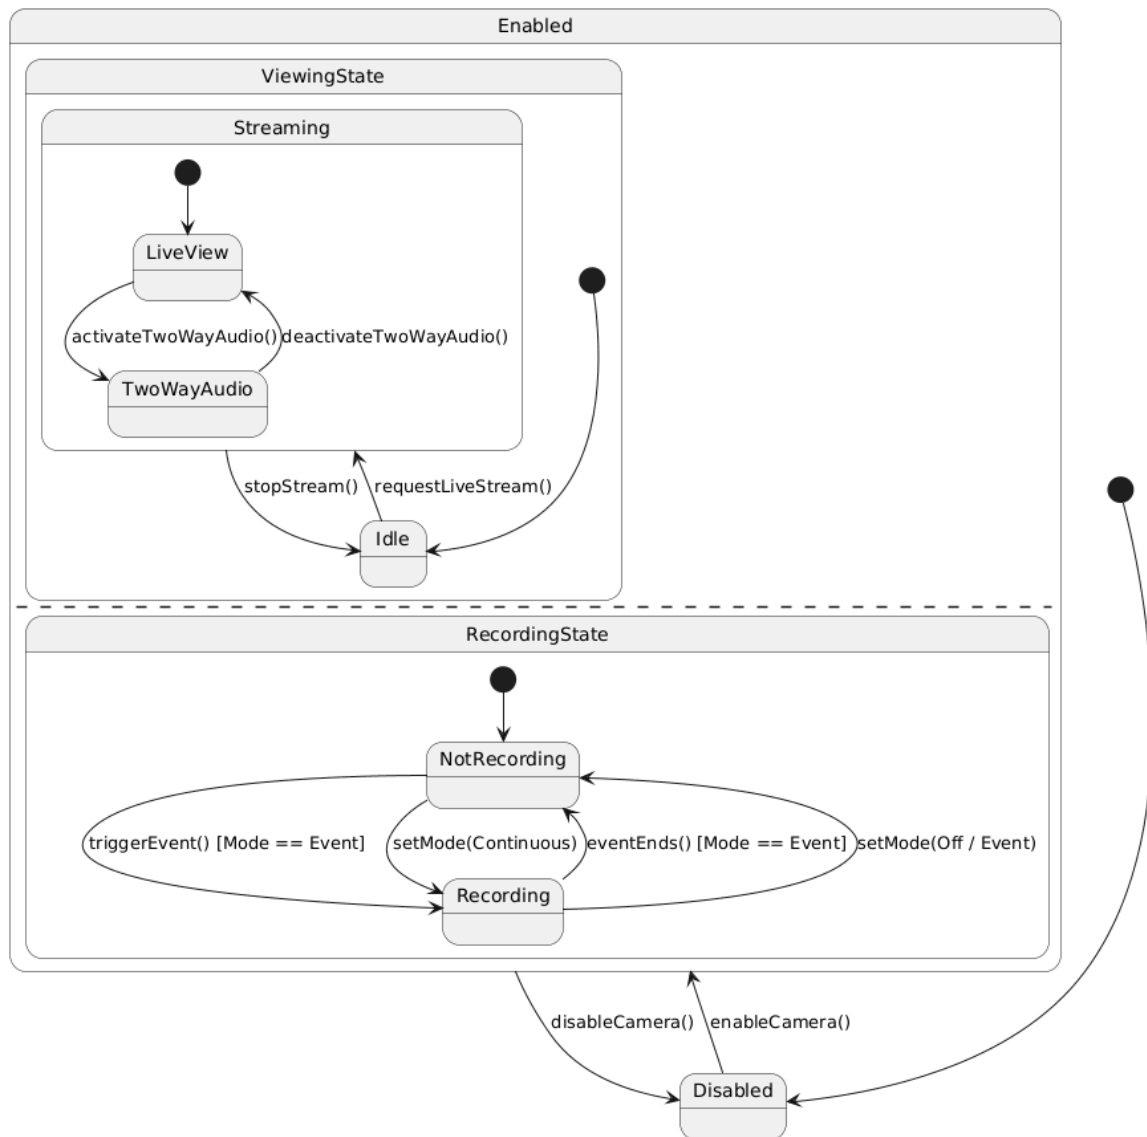 Enabled
ViewingState
Streaming
LiveView
activateTwoWayAudio()
deactivateTwoWayAudio()
TwoWayAudio
stopStream()
requestLiveStream()
Idle
RecordingState
NotRecording
triggerEvent() [Mode == Event]
setMode(Continuous)
eventEnds() [Mode == Event]
setMode(Off / Event)
Recording
disableCamera()
enableCamera()
Disabled